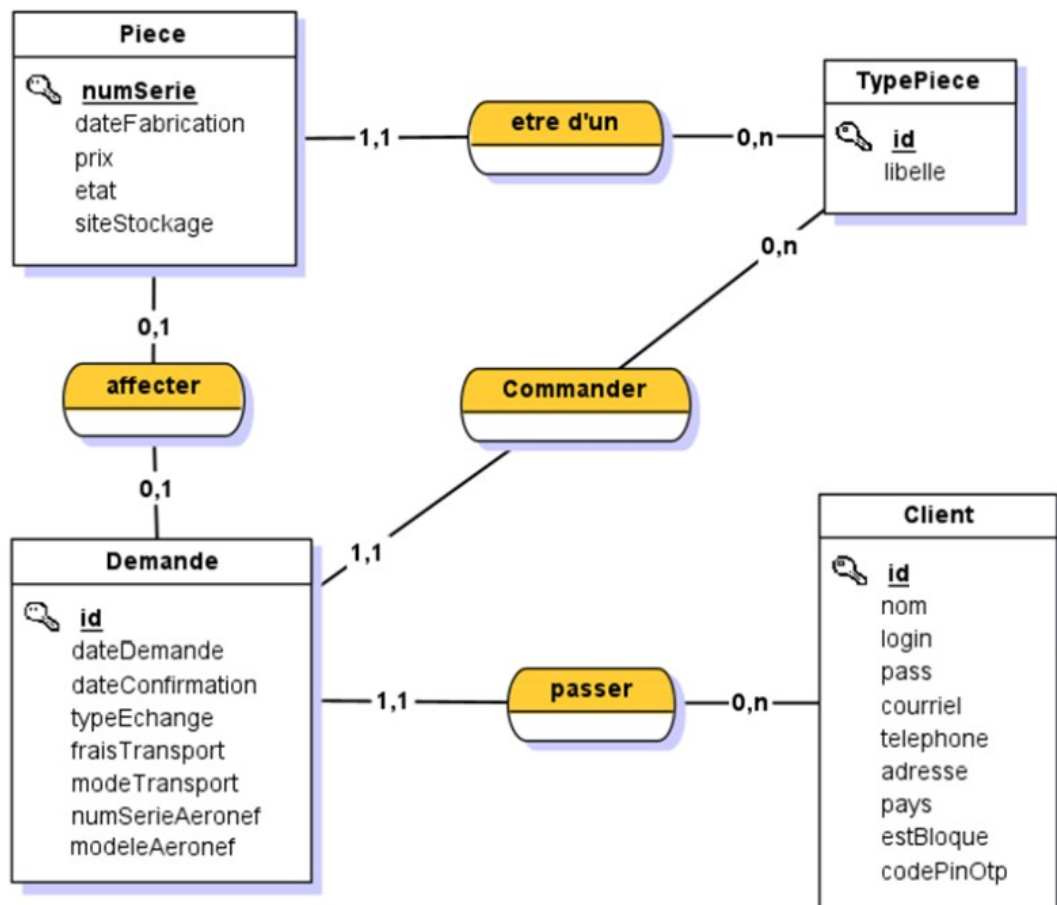 Piece
numSerie
dateFabrication
prix
etat
siteStockage
1,1
etre d'un
0,n
TypePiece
id
libelle
0,1
affecter
0,1
0,n
Commander
1,1
Demande
id
dateDemande
dateConfirmation
typeEchange
fraisTransport
modeTransport
numSerieAeronef
modeleAeronef
1,1
passer
0,n
Client
id
nom
login
pass
courriel
telephone
adresse
pays
estBloque
codePinOtp